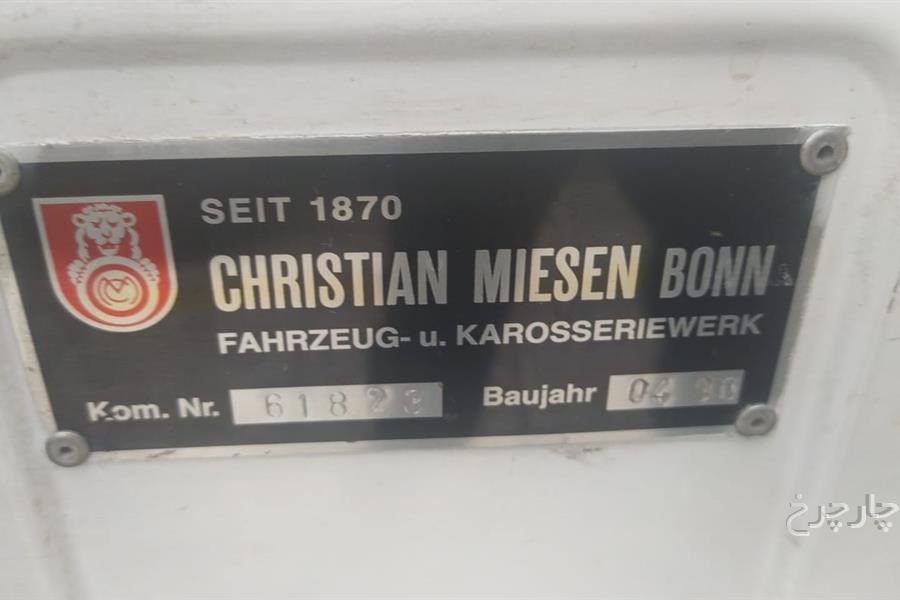 SEIT 1870
CHRISTIAN MIESEN BONN
FAHRZEUG- u. KAROSSERIEWERK
Kom. Nr. 61823 Baujahr 04 90
چارچرخ